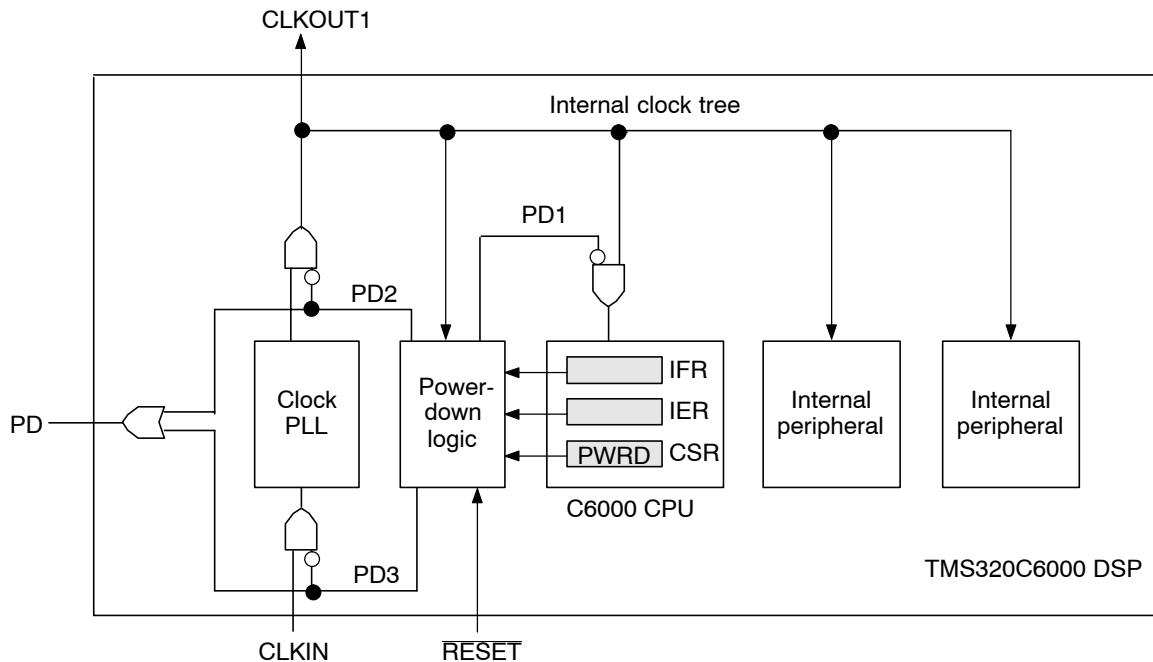 CLKOUT1
Internal clock tree
PD1
PD2
IFR
Clock
PLL
Power-
down
logic
IER
Internal
peripheral
Internal
peripheral
PD
PWRD
CSR
C6000 CPU
PD3
TMS320C6000 DSP
CLKIN
RESET